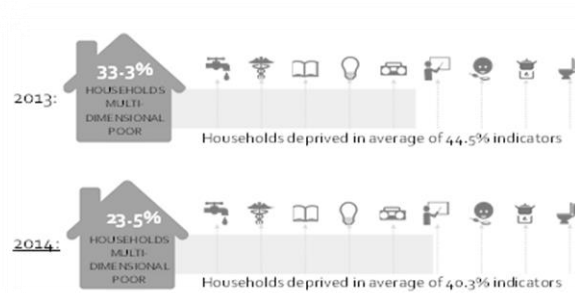 33.3%
2013:
HOUSEHOLDS
MULTI-
DIMENSIONAL
POOR
Households deprived in average of 44.5% indicators
23.5%
2014:
HOUSEHOLDS
MULTI-
DIMENSIONAL
POOR
Households deprived in average of 40.3% indicators